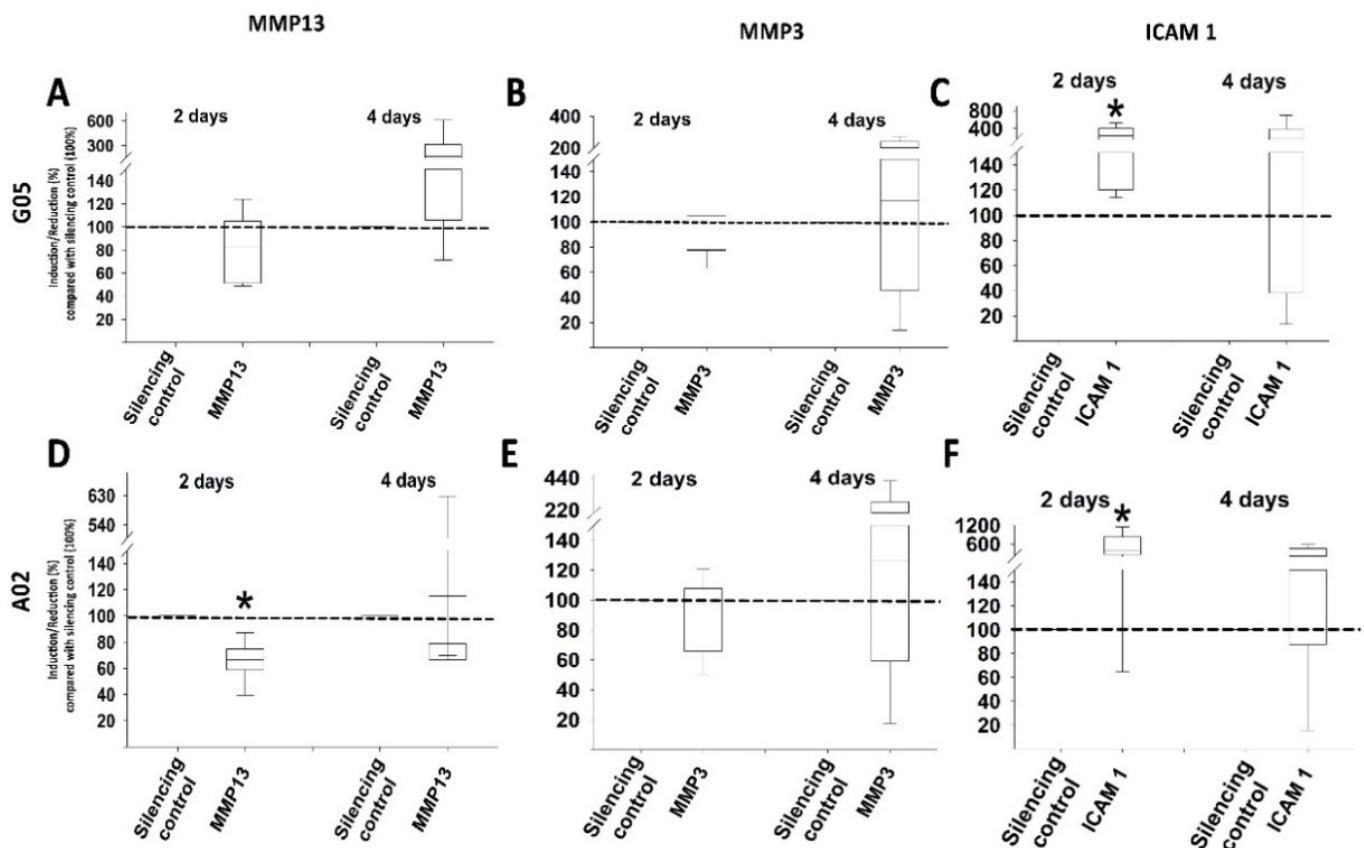 MMP13
MMP3
ICAM 1
G05
A
2 days
4 days
Induction/Reduction [%]
compared with silencing control (100%)
600
300
140
120
100
80
60
40
20
Silencing
control
MMP13
Silencing
control
MMP13
B
2 days
4 days
400
200
140
120
100
80
60
40
20
Silencing
control
MMP3
Silencing
control
MMP3
C
2 days
4 days
*
800
400
140
100
80
60
40
20
Silencing
control
ICAM 1
Silencing
control
ICAM 1
A02
D
2 days
4 days
*
Induction/Reduction [%]
compared with silencing control (100%)
630
540
140
120
100
80
60
40
20
Silencing
control
MMP13
Silencing
control
MMP13
E
2 days
4 days
440
220
140
120
100
80
60
40
20
Silencing
control
MMP3
Silencing
control
MMP3
F
2 days
4 days
*
1200
600
140
120
100
80
60
40
20
Silencing
control
ICAM 1
Silencing
control
ICAM 1